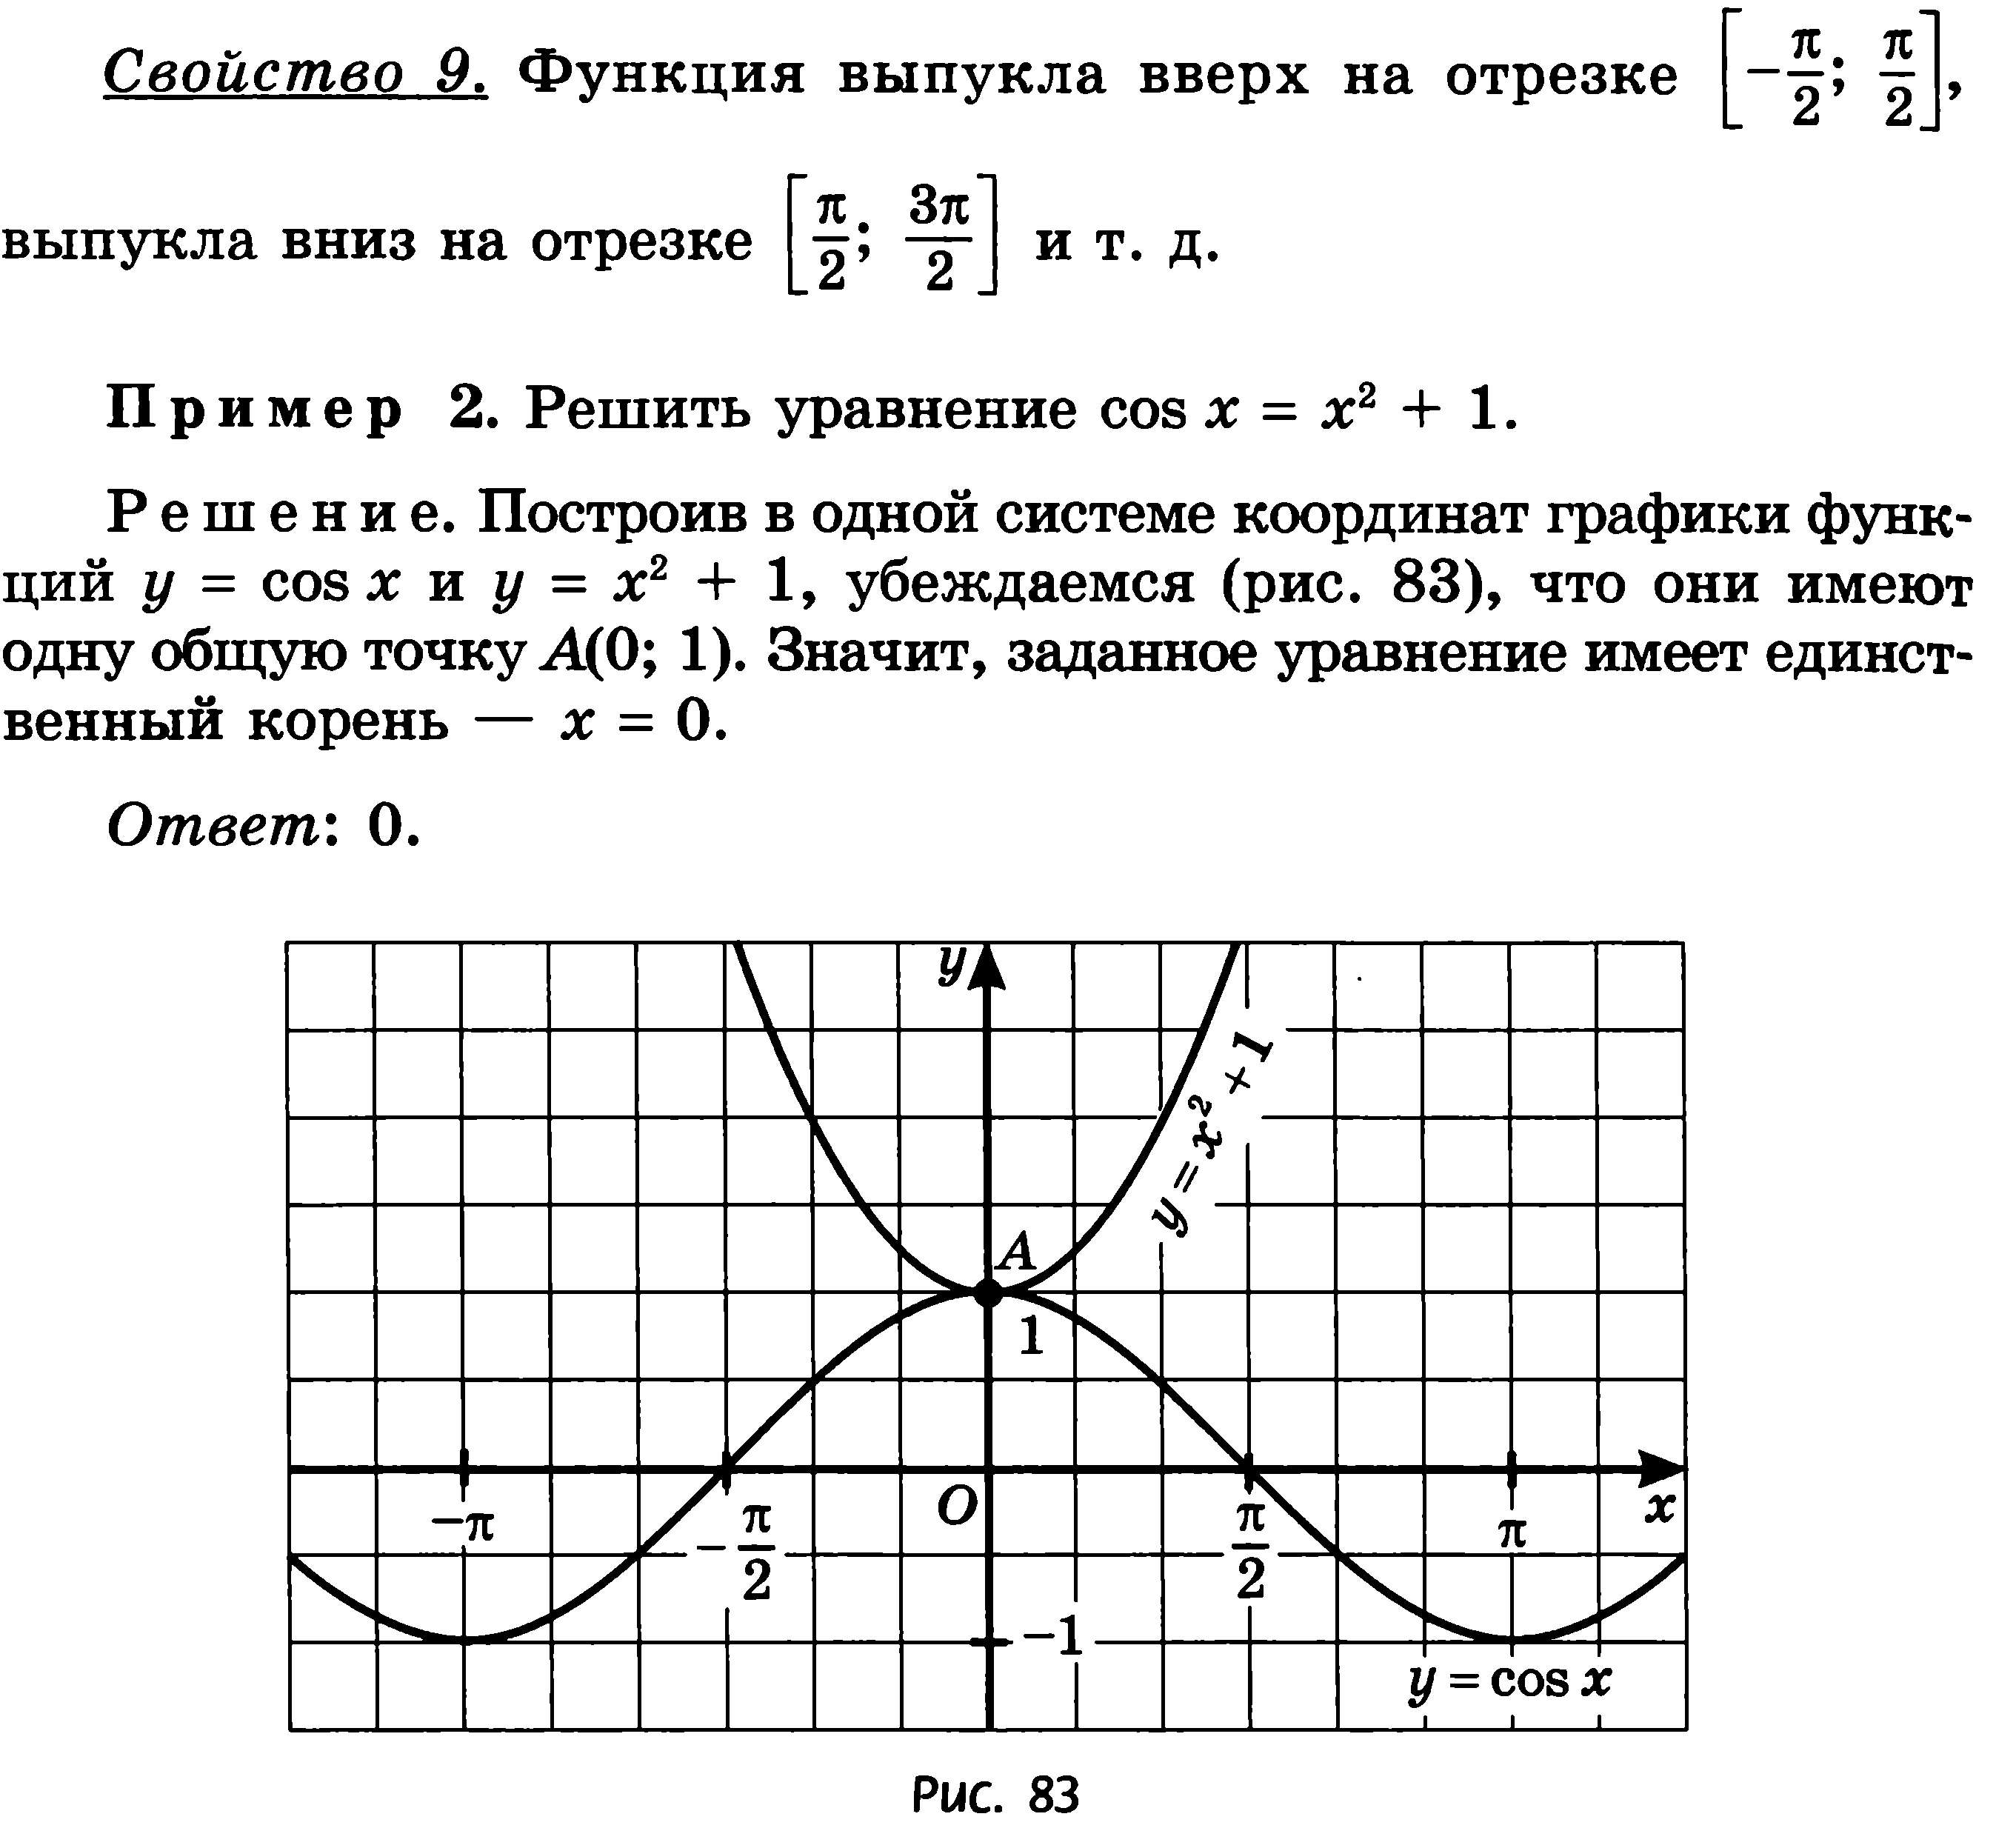 Свойство 9. Функция выпукла вверх на отрезке [−π/2; π/2],
выпукла вниз на отрезке [π/2; 3π/2] и т. д.
Пример 2. Решить уравнение cos x = x² + 1.
Решение. Построив в одной системе координат графики функ-
ций y = cos x и y = x² + 1, убеждаемся (рис. 83), что они имеют
одну общую точку A(0; 1). Значит, заданное уравнение имеет единст-
венный корень — x = 0.
Ответ: 0.
y
y = x² + 1
A
1
−π
−π/2
O
π/2
π
x
−1
y = cos x
Рис. 83